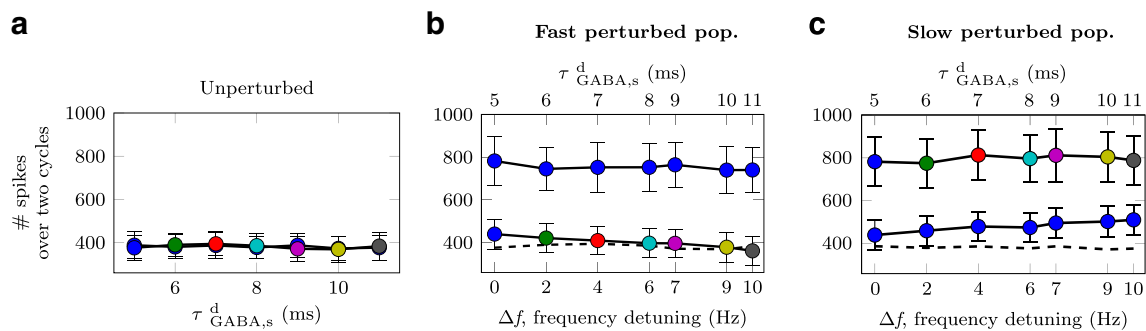 a
b
c
Fast perturbed pop.
Slow perturbed pop.
Unperturbed
τ d GABA,s (ms)
τ d GABA,s (ms)
5 6 7 8 9 10 11
5 6 7 8 9 10 11
# spikes
over two cycles
1000
800
600
400
1000
800
600
400
1000
800
600
400
6 8 10
0 2 4 6 7 9 10
0 2 4 6 7 9 10
τ d GABA,s (ms)
Δf, frequency detuning (Hz)
Δf, frequency detuning (Hz)